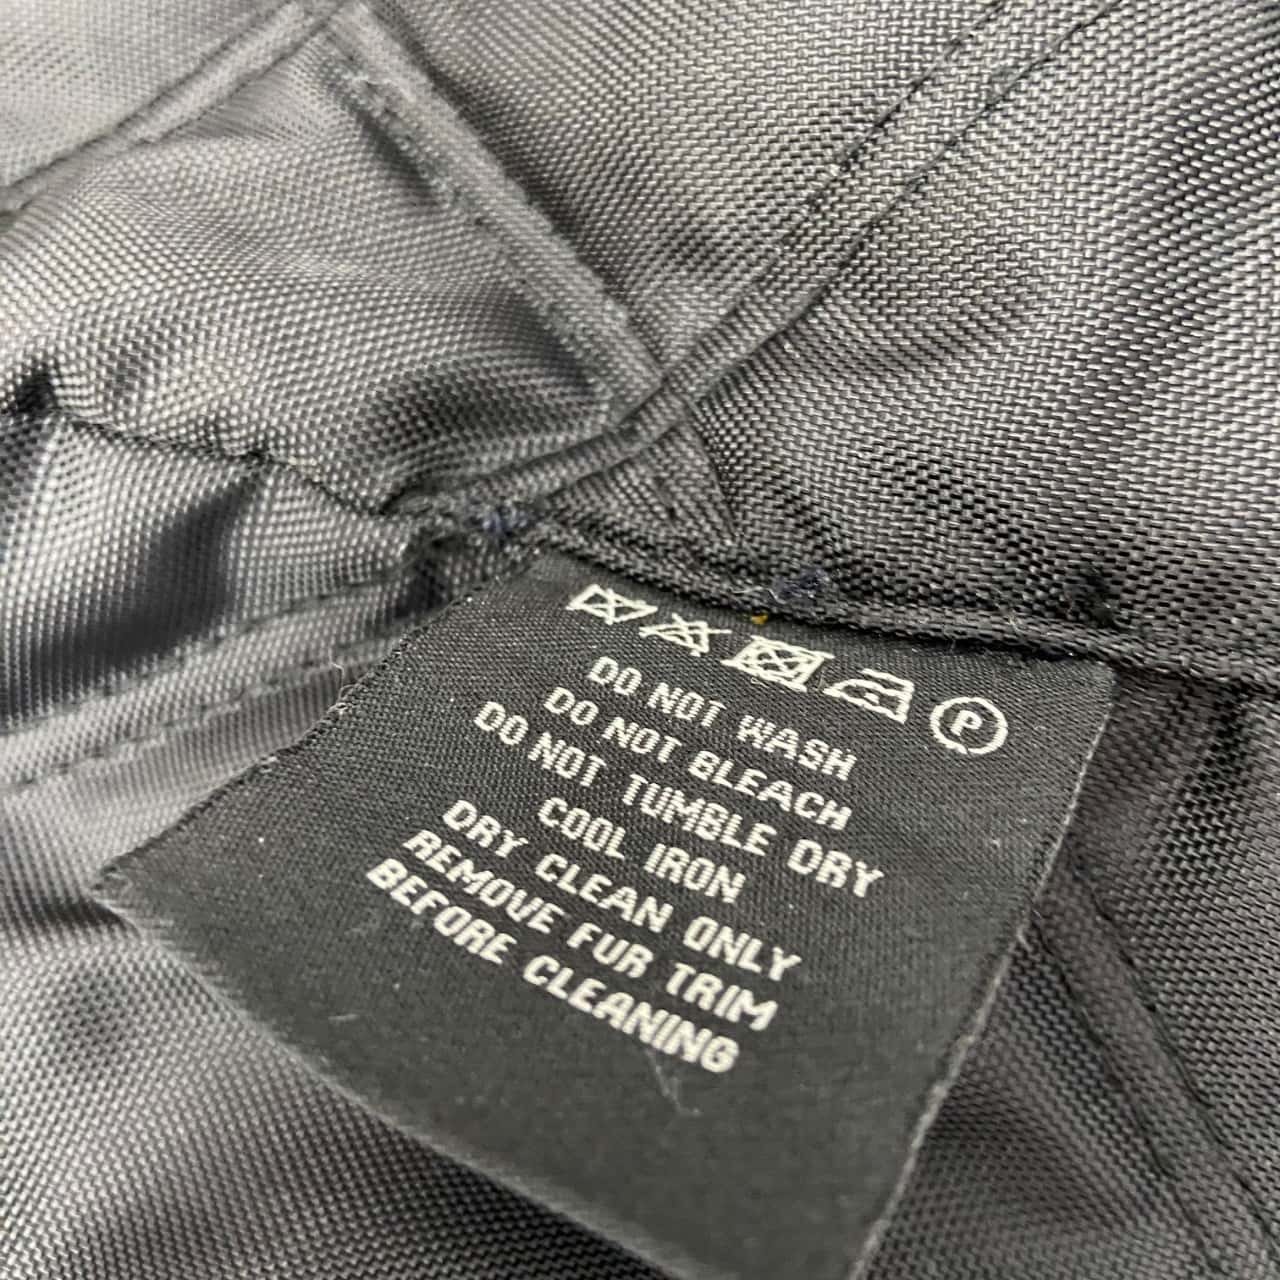 P
DO NOT WASH
DO NOT BLEACH
DO NOT TUMBLE DRY
COOL IRON
DRY CLEAN ONLY
REMOVE FUR TRIM
BEFORE CLEANING